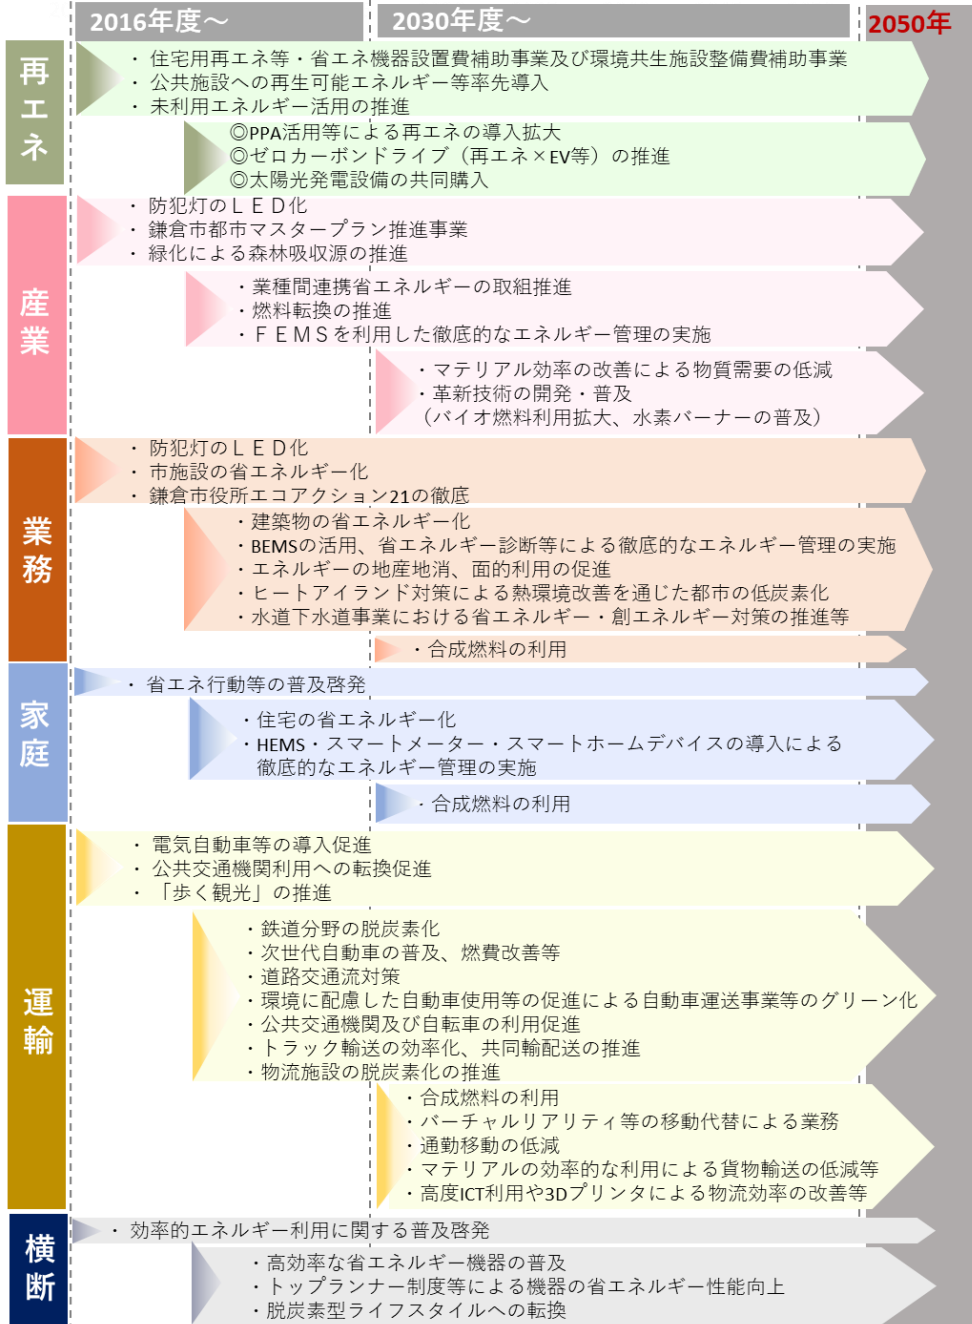 2016年度～
2030年度～
2050年
再エネ
・ 住宅用再エネ等・省エネ機器設置費補助事業及び環境共生施設整備費補助事業
・ 公共施設への再生可能エネルギー等率先導入
・ 未利用エネルギー活用の推進
◎PPA活用等による再エネの導入拡大
◎ゼロカーボンドライブ（再エネ×EV等）の推進
◎太陽光発電設備の共同購入
産業
・ 防犯灯のＬＥＤ化
・ 鎌倉市都市マスタープラン推進事業
・ 緑化による森林吸収源の推進
・業種間連携省エネルギーの取組推進
・燃料転換の推進
・ＦＥＭＳを利用した徹底的なエネルギー管理の実施
・マテリアル効率の改善による物質需要の低減
・革新技術の開発・普及
（バイオ燃料利用拡大、水素バーナーの普及）
業務
・ 防犯灯のＬＥＤ化
・ 市施設の省エネルギー化
・ 鎌倉市役所エコアクション21の徹底
・建築物の省エネルギー化
・BEMSの活用、省エネルギー診断等による徹底的なエネルギー管理の実施
・エネルギーの地産地消、面的利用の促進
・ヒートアイランド対策による熱環境改善を通じた都市の低炭素化
・水道下水道事業における省エネルギー・創エネルギー対策の推進等
・合成燃料の利用
家庭
・ 省エネ行動等の普及啓発
・住宅の省エネルギー化
・HEMS・スマートメーター・スマートホームデバイスの導入による
徹底的なエネルギー管理の実施
・合成燃料の利用
運輸
・ 電気自動車等の導入促進
・ 公共交通機関利用への転換促進
・ 「歩く観光」の推進
・鉄道分野の脱炭素化
・次世代自動車の普及、燃費改善等
・道路交通流対策
・環境に配慮した自動車使用等の促進による自動車運送事業等のグリーン化
・公共交通機関及び自転車の利用促進
・トラック輸送の効率化、共同輸配送の推進
・物流施設の脱炭素化の推進
・合成燃料の利用
・バーチャルリアリティ等の移動代替による業務
・通勤移動の低減
・マテリアルの効率的な利用による貨物輸送の低減等
・高度ICT利用や3Dプリンタによる物流効率の改善等
横断
・ 効率的エネルギー利用に関する普及啓発
・高効率な省エネルギー機器の普及
・トップランナー制度等による機器の省エネルギー性能向上
・脱炭素型ライフスタイルへの転換